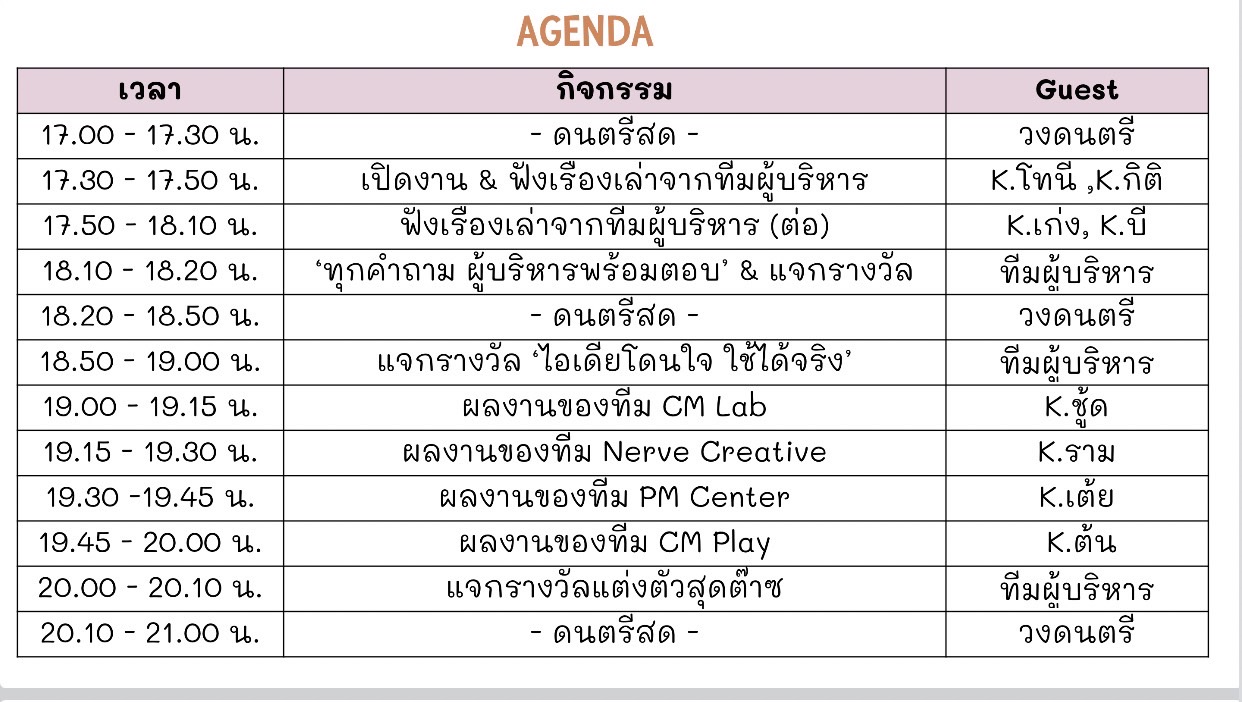 AGENDA
เวลา กิจกรรม Guest
17.00 - 17.30 น. - ดนตรีสด - วงดนตรี
17.30 - 17.50 น. เปิดงาน & ฟังเรื่องเล่าจากทีมผู้บริหาร K.โทนี ,K.กิติ
17.50 - 18.10 น. ฟังเรื่องเล่าจากทีมผู้บริหาร (ต่อ) K.เก่ง, K.บี
18.10 - 18.20 น. ‘ทุกคำถาม ผู้บริหารพร้อมตอบ’ & แจกรางวัล ทีมผู้บริหาร
18.20 - 18.50 น. - ดนตรีสด - วงดนตรี
18.50 - 19.00 น. แจกรางวัล ‘ไอเดียโดนใจ ใช้ได้จริง’ ทีมผู้บริหาร
19.00 - 19.15 น. ผลงานของทีม CM Lab K.ชู้ด
19.15 - 19.30 น. ผลงานของทีม Nerve Creative K.ราม
19.30 -19.45 น. ผลงานของทีม PM Center K.เต้ย
19.45 - 20.00 น. ผลงานของทีม CM Play K.ต้น
20.00 - 20.10 น. แจกรางวัลแต่งตัวสุดต๊าซ ทีมผู้บริหาร
20.10 - 21.00 น. - ดนตรีสด - วงดนตรี